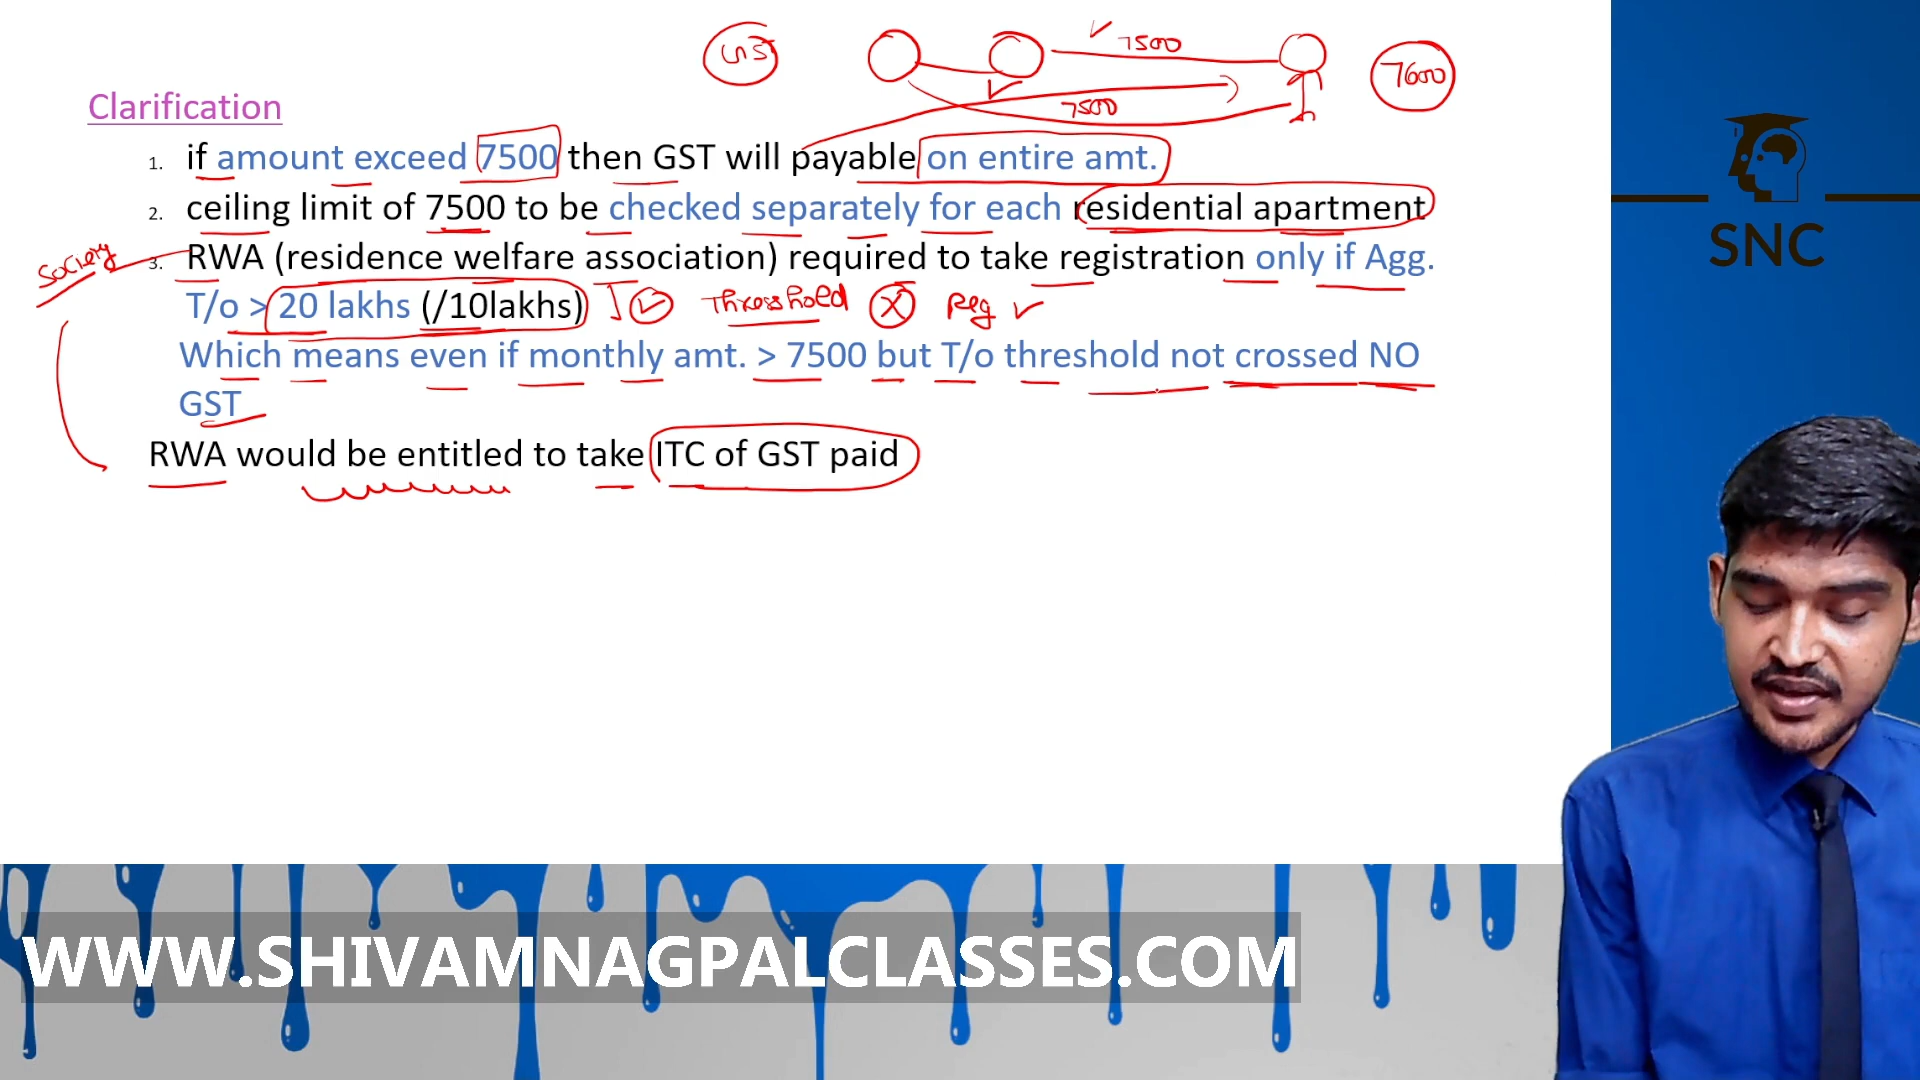 7500
7600
7500
Clarification
1. if amount exceed 7500 then GST will payable on entire amt.
2. ceiling limit of 7500 to be checked separately for each residential apartment
society
3. RWA (residence welfare association) required to take registration only if Agg.
T/o > 20 lakhs (/10lakhs) Threshold X Reg ✓
Which means even if monthly amt. > 7500 but T/o threshold not crossed NO
GST
RWA would be entitled to take ITC of GST paid
SNC
WWW.SHIVAMNAGPALCLASSES.COM